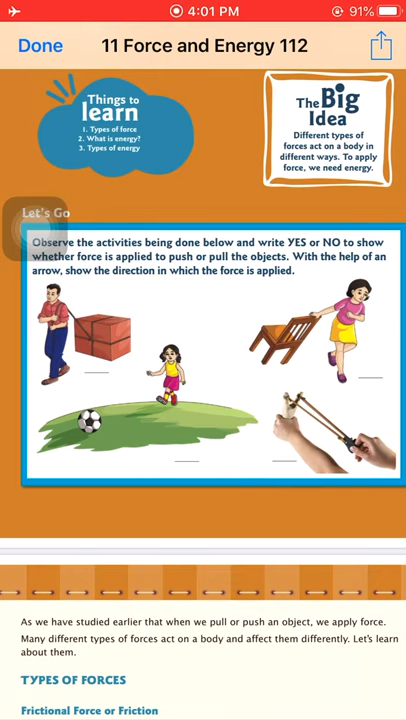 4:01 PM
91%
Done
11 Force and Energy 112
Things to
learn
1. Types of force
2. What is energy?
3. Types of energy
The Big
Idea
Different types of
forces act on a body in
different ways. To apply
force, we need energy.
Let's Go
Observe the activities being done below and write YES or NO to show
whether force is applied to push or pull the objects. With the help of an
arrow, show the direction in which the force is applied.
As we have studied earlier that when we pull or push an object, we apply force.
Many different types of forces act on a body and affect them differently. Let's learn
about them.
TYPES OF FORCES
Frictional Force or Friction